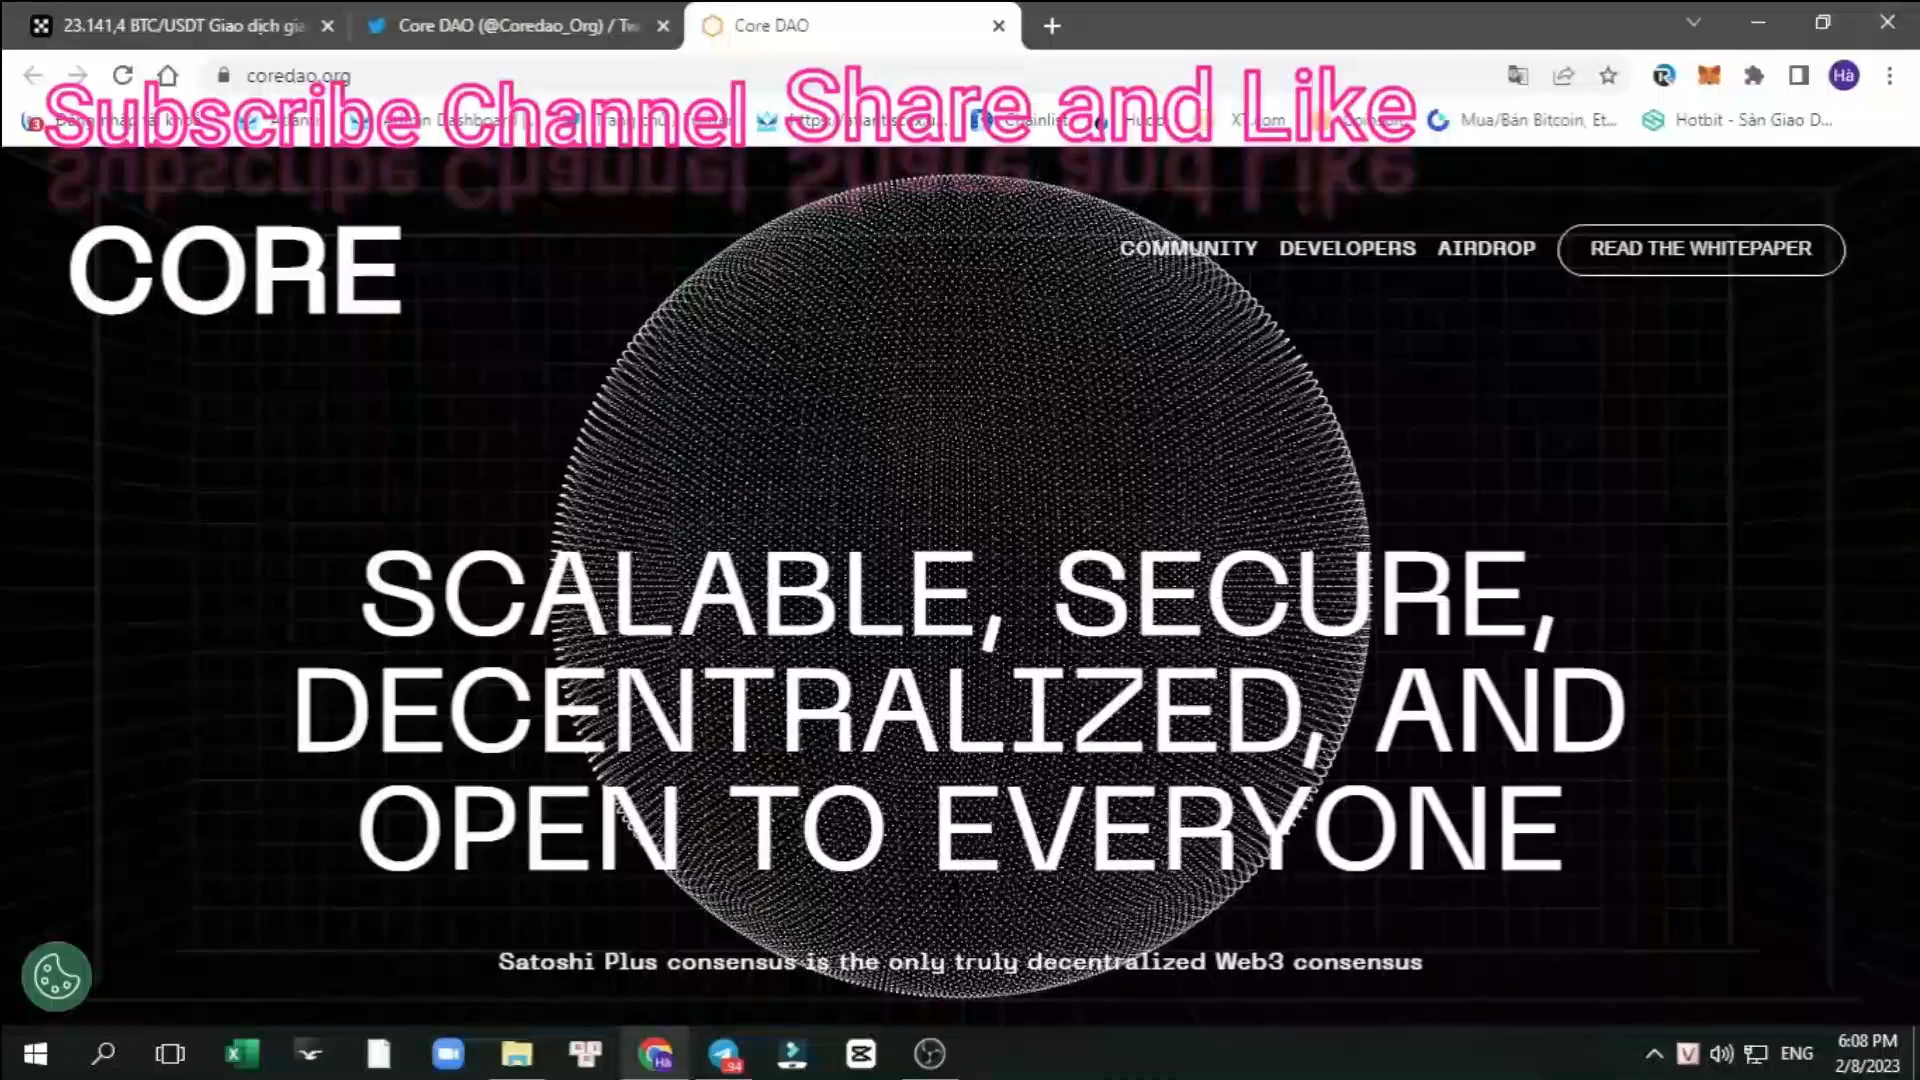 23.141,4 BTC/USDT Giao dịch gia
Core DAO (@Coredao_Org) / Tw
Core DAO
coredao.org
Hà
Subscribe Channel Share and Like
Mua/Bán Bitcoin, Et...
Hotbit - Sàn Giao D...
CORE
COMMUNITY DEVELOPERS AIRDROP READ THE WHITEPAPER
SCALABLE, SECURE,
DECENTRALIZED, AND
OPEN TO EVERYONE
Satoshi Plus consensus is the only truly decentralized Web3 consensus
94
ENG
6:08 PM
2/8/2023